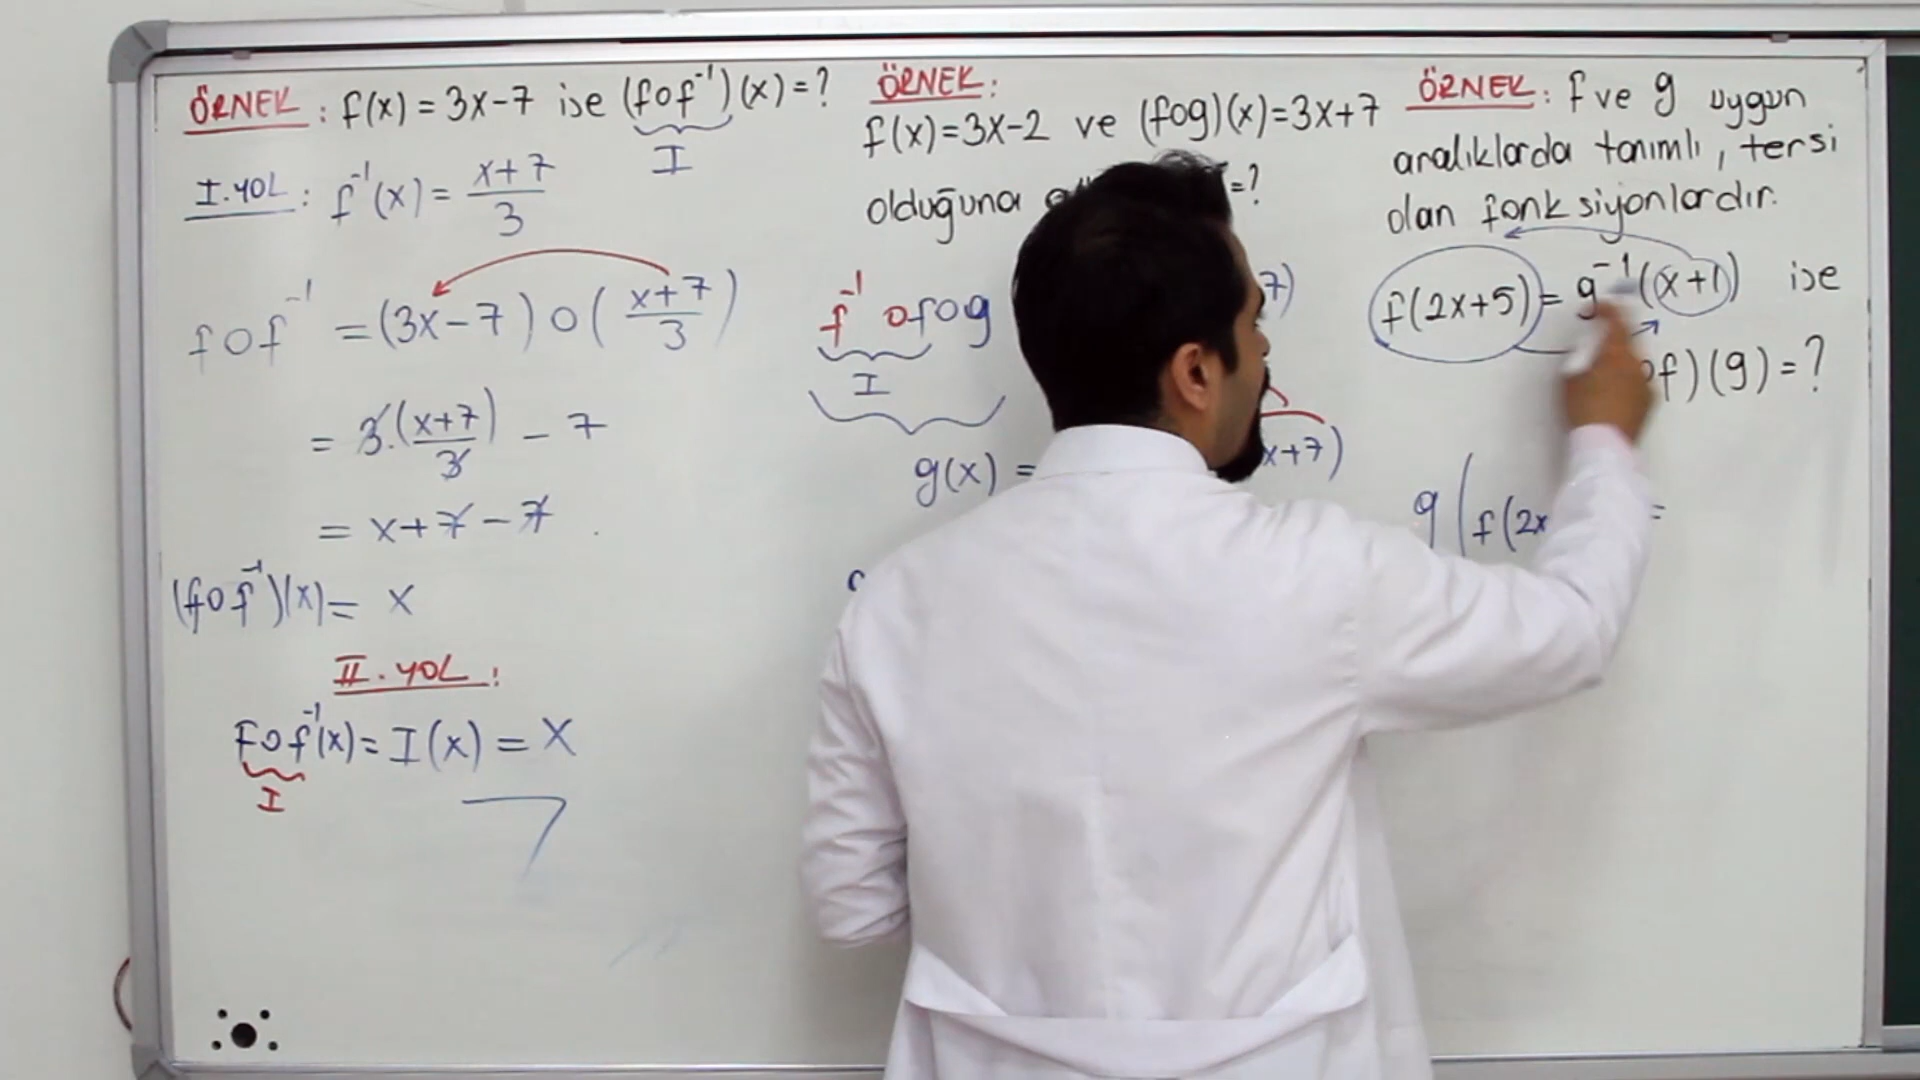 ÖRNEK : f(x) = 3x-7 ise (fof⁻¹)(x)=?
I
I.YOL : f⁻¹(x) = x+7/3
fof⁻¹ = (3x-7)o(x+7/3)
= 3.(x+7/3) - 7
= x+7-7
(fof⁻¹)(x) = x
II.YOL :
Fof⁻¹(x) = I(x) = x
I
ÖRNEK :
f(x)=3x-2 ve (fog)(x)=3x+7
olduğuna =?
f⁻¹ofog 7)
I
g(x) = x+7)
ÖRNEK : f ve g uygun
aralıklarda tanımlı, tersi
olan fonksiyonlardır.
f(2x+5) = g⁻¹(x+1) ise
of)(g)=?
g(f(2x =